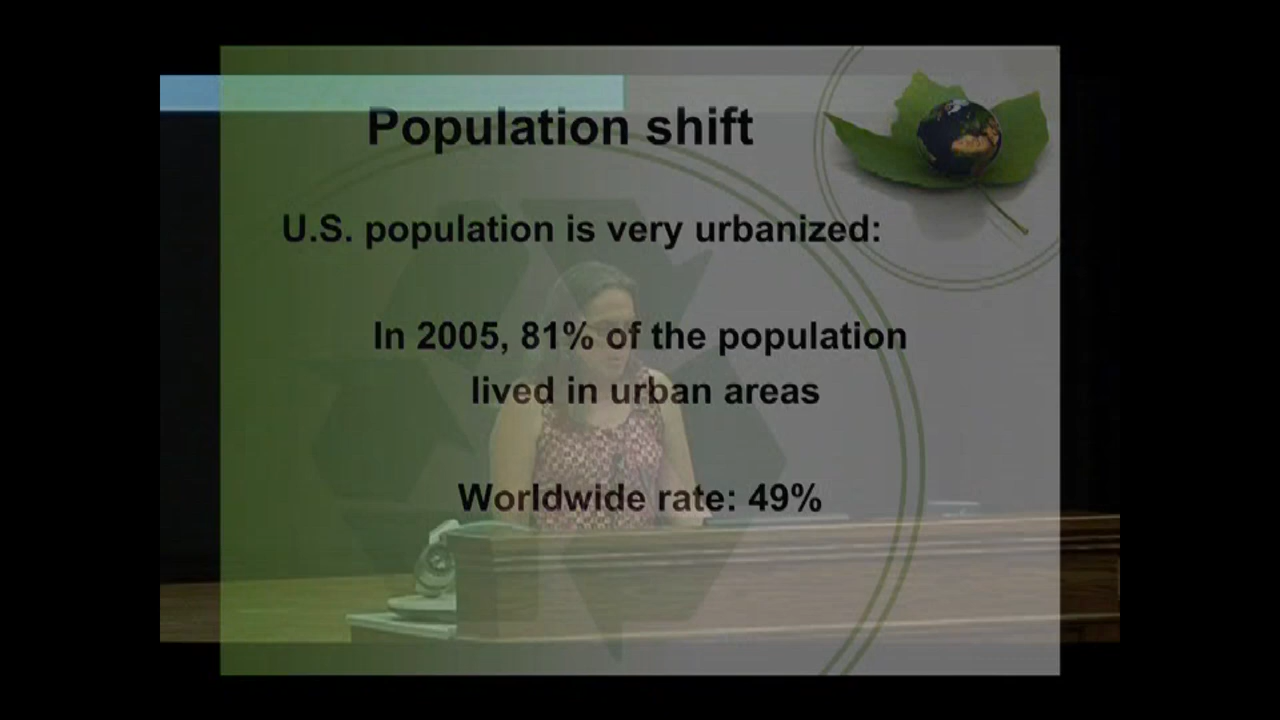 Population shift
U.S. population is very urbanized:
In 2005, 81% of the population
lived in urban areas
Worldwide rate: 49%